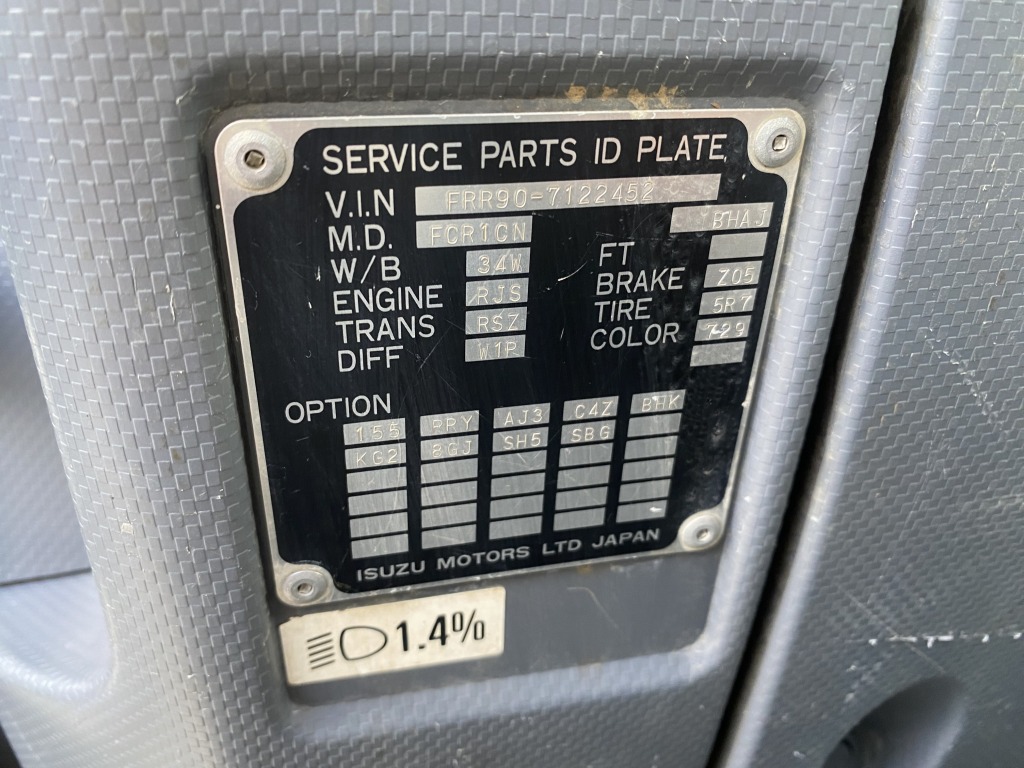 SERVICE PARTS ID PLATE
V.I.N FRR90-7122452
M.D. FCR1CN BHAJ
W/B 34W FT
ENGINE RJS BRAKE Z05
TRANS RSZ TIRE 5R7
DIFF W1P COLOR 729
OPTION
155 RRY AJ3 C4Z BHK
KG2 8GJ SH5 SBG
ISUZU MOTORS LTD JAPAN
1.4%